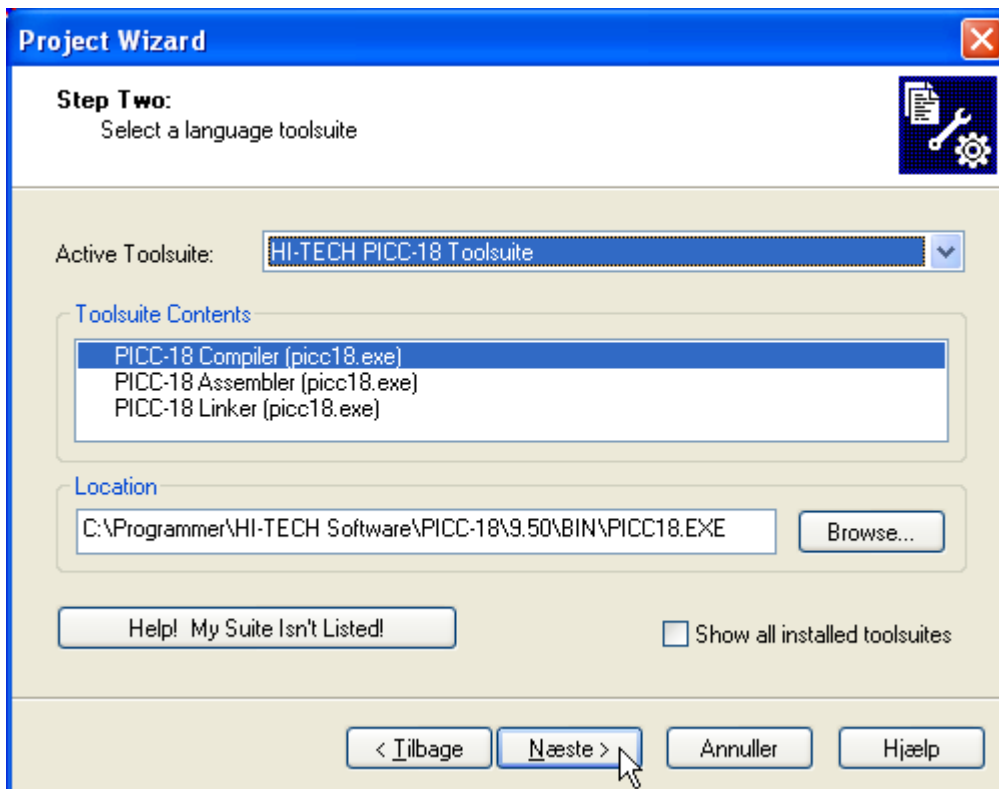 Project Wizard
Step Two:
Select a language toolsuite
Active Toolsuite: HI-TECH PICC-18 Toolsuite
Toolsuite Contents
PICC-18 Compiler (picc18.exe)
PICC-18 Assembler (picc18.exe)
PICC-18 Linker (picc18.exe)
Location
C:\Programmer\HI-TECH Software\PICC-18\9.50\BIN\PICC18.EXE Browse...
Help! My Suite Isn't Listed! Show all installed toolsuites
< Tilbage Næste > Annuller Hjælp